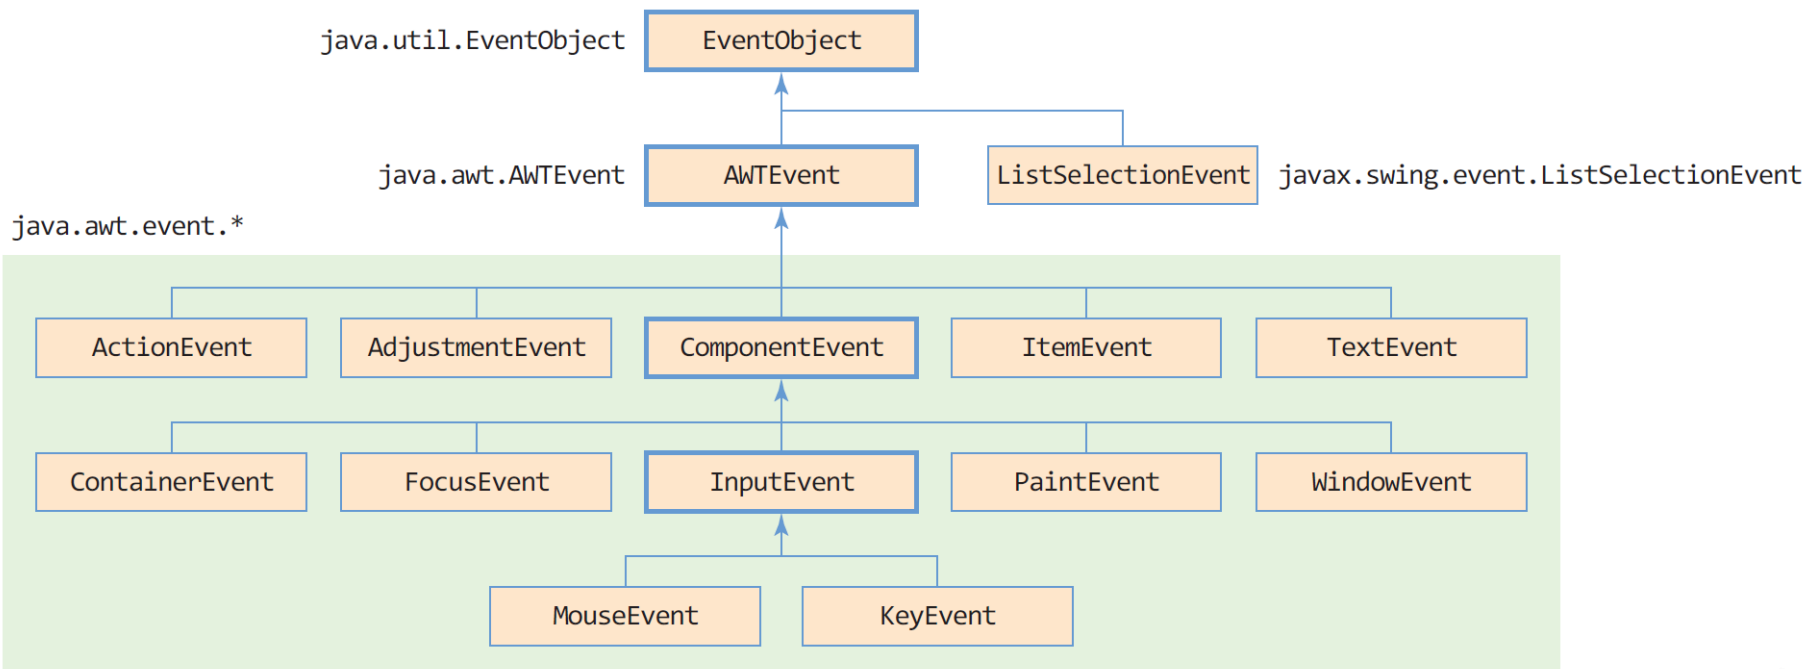 java.util.EventObject
EventObject
java.awt.AWTEvent
AWTEvent
ListSelectionEvent
javax.swing.event.ListSelectionEvent
java.awt.event.*
ActionEvent
AdjustmentEvent
ComponentEvent
ItemEvent
TextEvent
ContainerEvent
FocusEvent
InputEvent
PaintEvent
WindowEvent
MouseEvent
KeyEvent